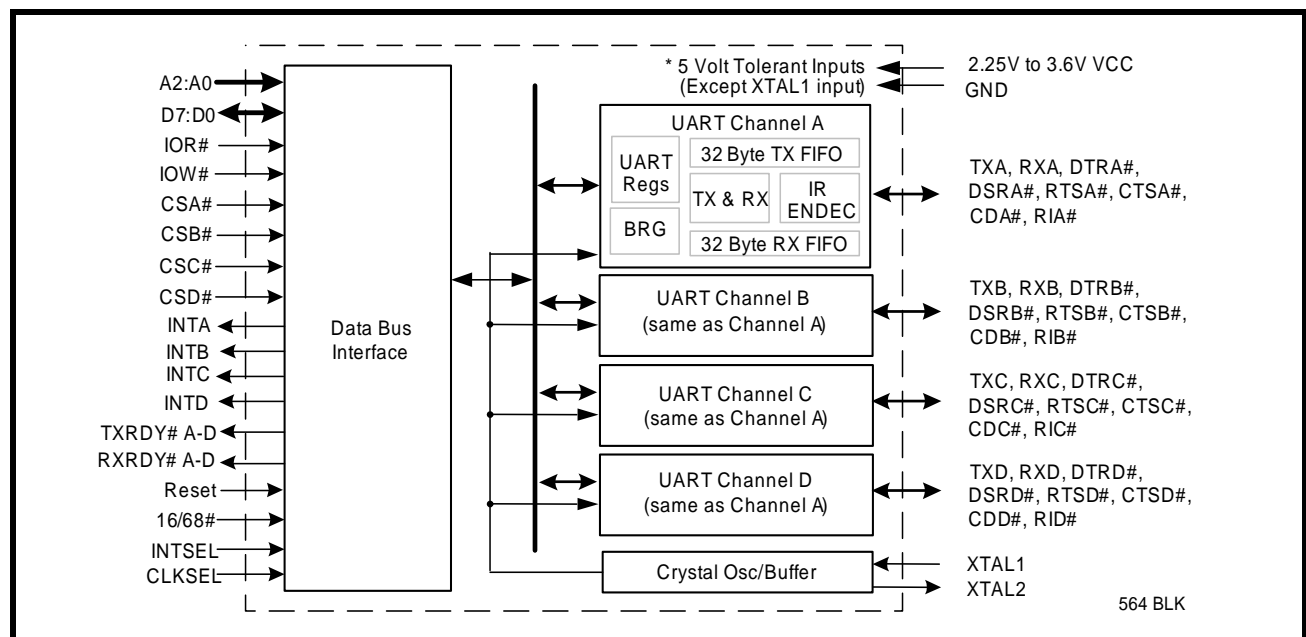 A2:A0
D7:D0
IOR#
IOW#
CSA#
CSB#
CSC#
CSD#
INTA
INTB
INTC
INTD
TXRDY# A-D
RXRDY# A-D
Reset
16/68#
INTSEL
CLKSEL
Data Bus
Interface
* 5 Volt Tolerant Inputs
(Except XTAL1 input)
2.25V to 3.6V VCC
GND
UART Channel A
UART
Regs
BRG
32 Byte TX FIFO
TX & RX
IR
ENDEC
32 Byte RX FIFO
TXA, RXA, DTRA#,
DSRA#, RTSA#, CTSA#,
CDA#, RIA#
UART Channel B
(same as Channel A)
TXB, RXB, DTRB#,
DSRB#, RTSB#, CTSB#,
CDB#, RIB#
UART Channel C
(same as Channel A)
TXC, RXC, DTRC#,
DSRC#, RTSC#, CTSC#,
CDC#, RIC#
UART Channel D
(same as Channel A)
TXD, RXD, DTRD#,
DSRD#, RTSD#, CTSD#,
CDD#, RID#
Crystal Osc/Buffer
XTAL1
XTAL2
564 BLK